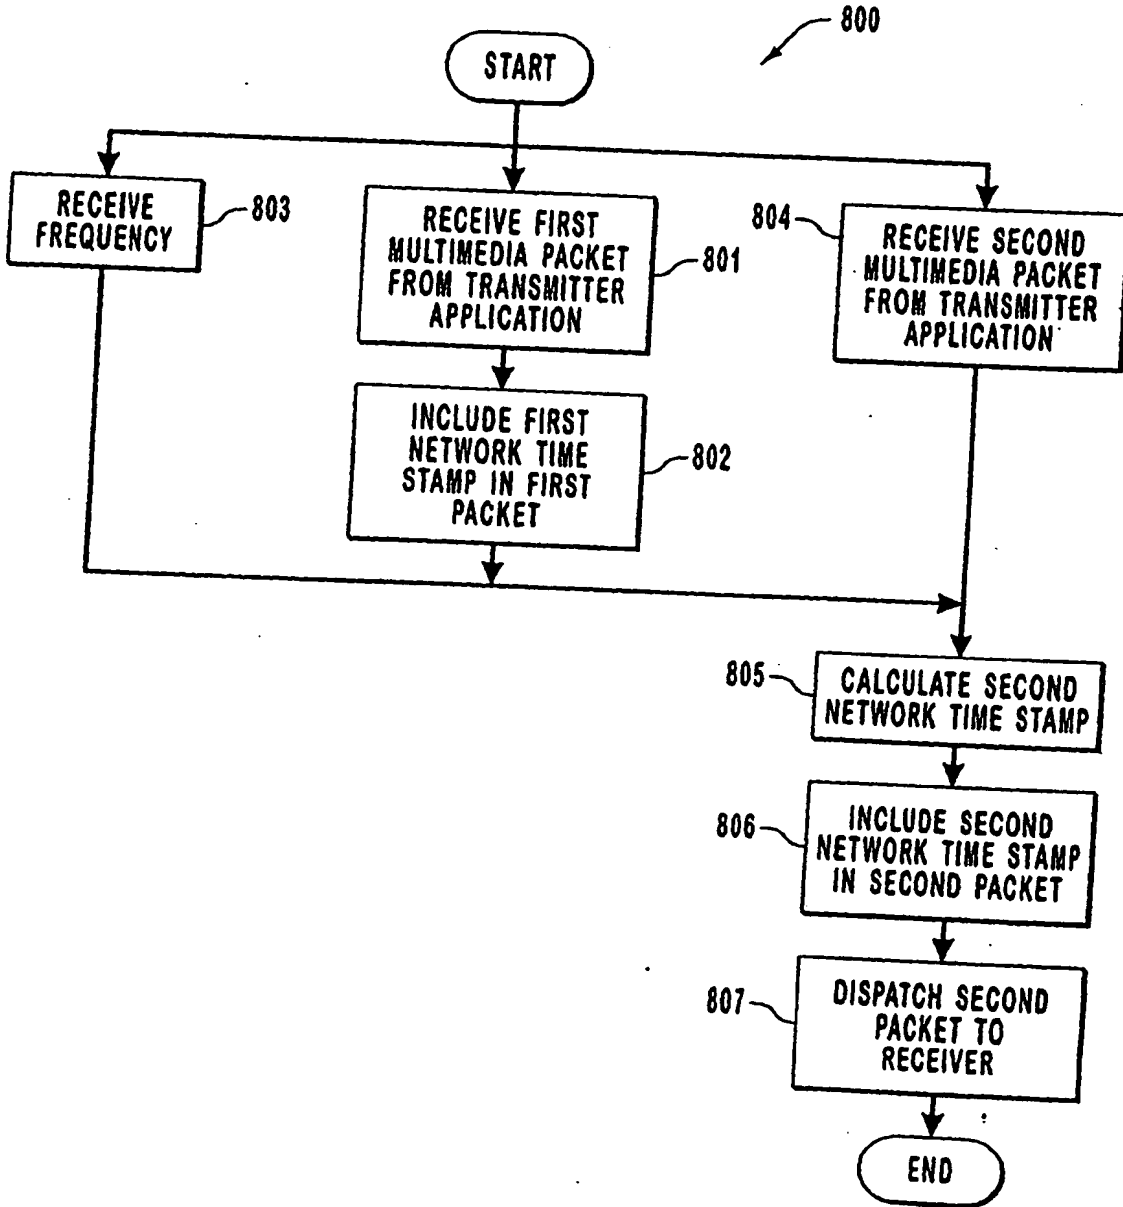 800
START
RECEIVE
FREQUENCY
803
RECEIVE FIRST
MULTIMEDIA PACKET
FROM TRANSMITTER
APPLICATION
801
804
RECEIVE SECOND
MULTIMEDIA PACKET
FROM TRANSMITTER
APPLICATION
INCLUDE FIRST
NETWORK TIME
STAMP IN FIRST
PACKET
802
805
CALCULATE SECOND
NETWORK TIME STAMP
806
INCLUDE SECOND
NETWORK TIME STAMP
IN SECOND PACKET
807
DISPATCH SECOND
PACKET TO
RECEIVER
END